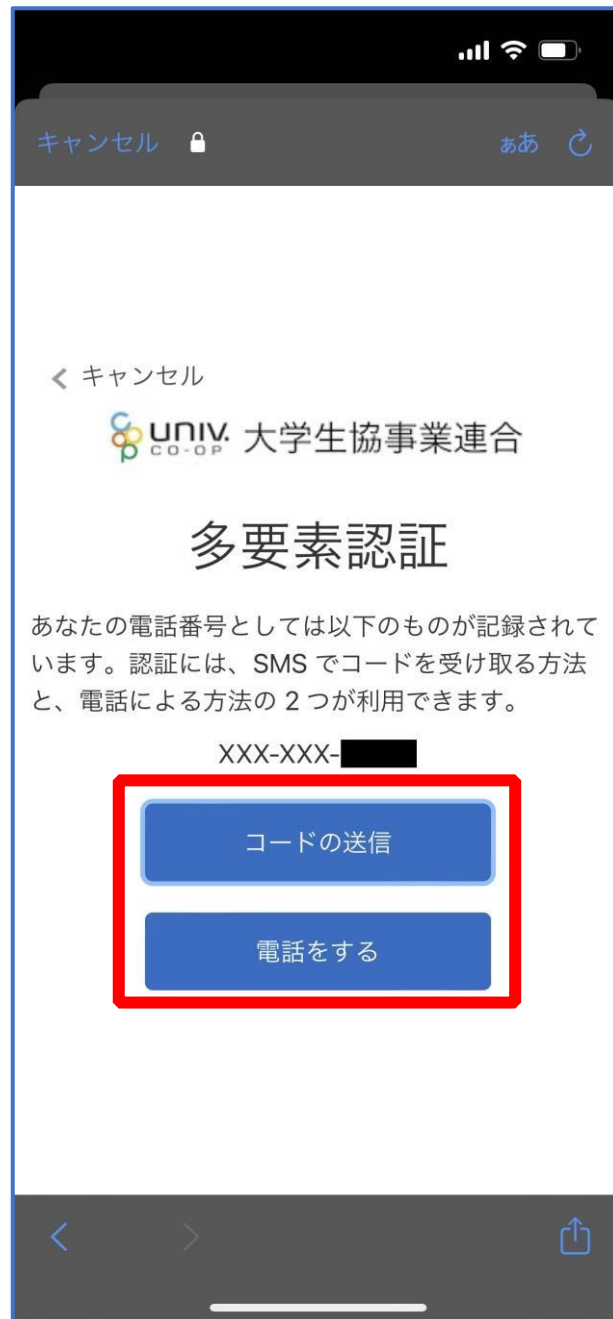 キャンセル ぁあ
キャンセル
UNIV. CO-OP 大学生協事業連合
多要素認証
あなたの電話番号としては以下のものが記録されて
います。認証には、SMS でコードを受け取る方法
と、電話による方法の 2 つが利用できます。
XXX-XXX-
コードの送信
電話をする